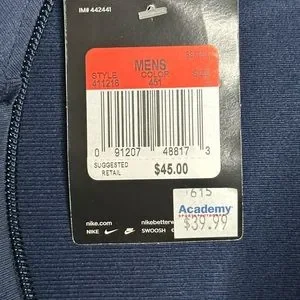 IM# 442441
MENS
STYLE COLOR
411216 451
0 91207 48817 3
SUGGESTED
RETAIL
$45.00
615
Academy
$39.99
nike.com
NIKE
SWOOSH